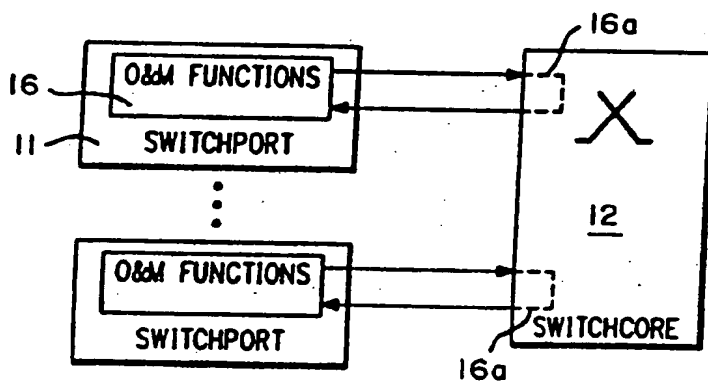 16a
O&M FUNCTIONS
16
11
SWITCHPORT
12
O&M FUNCTIONS
SWITCHPORT
SWITCHCORE
16a